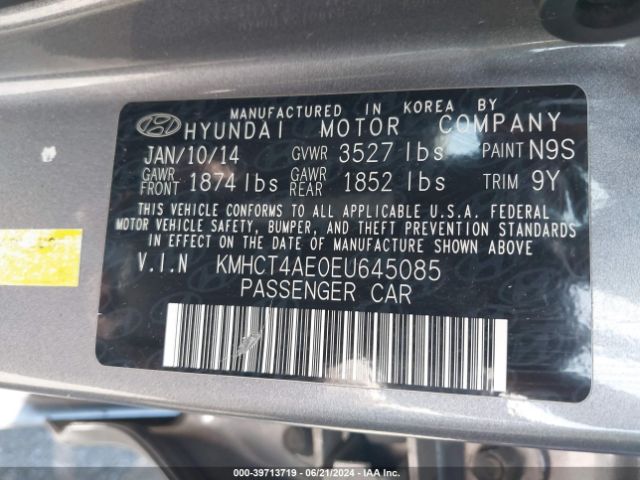 MANUFACTURED IN KOREA BY
HYUNDAI MOTOR COMPANY
JAN/10/14 GVWR 3527 lbs PAINT N9S
GAWR FRONT 1874 lbs GAWR REAR 1852 lbs TRIM 9Y
THIS VEHICLE CONFORMS TO ALL APPLICABLE U.S.A. FEDERAL
MOTOR VEHICLE SAFETY, BUMPER, AND THEFT PREVENTION STANDARDS
IN EFFECT ON THE DATE OF MANUFACTURE SHOWN ABOVE
V.I.N KMHCT4AE0EU645085
PASSENGER CAR
000-39713719 - 06/21/2024 - IAA Inc.